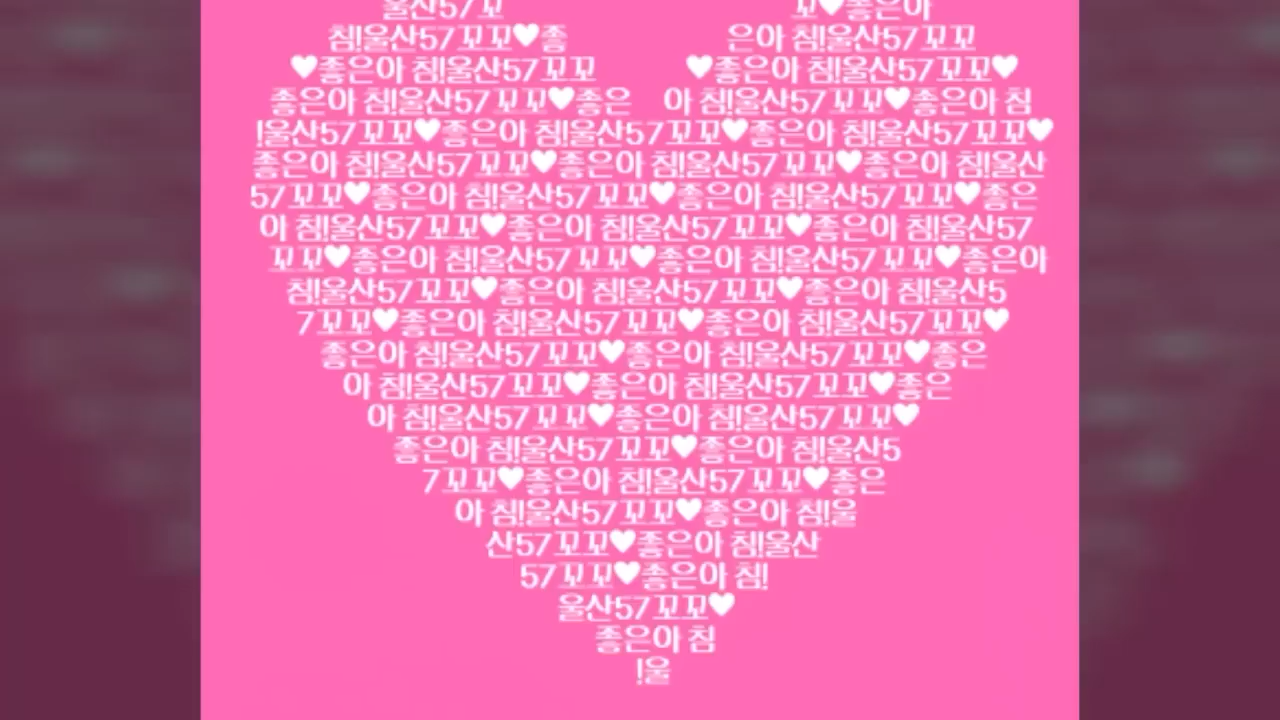 울산57꼬 꼬♥좋은아
침!울산57꼬꼬♥좋 은아 침!울산57꼬꼬
♥좋은아 침!울산57꼬꼬 ♥좋은아 침!울산57꼬꼬♥
좋은아 침!울산57꼬꼬♥좋은 아 침!울산57꼬꼬♥좋은아 침
!울산57꼬꼬♥좋은아 침!울산57꼬꼬♥좋은아 침!울산57꼬꼬♥
좋은아 침!울산57꼬꼬♥좋은아 침!울산57꼬꼬♥좋은아 침!울산
57꼬꼬♥좋은아 침!울산57꼬꼬♥좋은아 침!울산57꼬꼬♥좋은
아 침!울산57꼬꼬♥좋은아 침!울산57꼬꼬♥좋은아 침!울산57
꼬꼬♥좋은아 침!울산57꼬꼬♥좋은아 침!울산57꼬꼬♥좋은아
침!울산57꼬꼬♥좋은아 침!울산57꼬꼬♥좋은아 침!울산5
7꼬꼬♥좋은아 침!울산57꼬꼬♥좋은아 침!울산57꼬꼬♥
좋은아 침!울산57꼬꼬♥좋은아 침!울산57꼬꼬♥좋은
아 침!울산57꼬꼬♥좋은아 침!울산57꼬꼬♥좋은
아 침!울산57꼬꼬♥좋은아 침!울산57꼬꼬♥
좋은아 침!울산57꼬꼬♥좋은아 침!울산5
7꼬꼬♥좋은아 침!울산57꼬꼬♥좋은
아 침!울산57꼬꼬♥좋은아 침!울
산57꼬꼬♥좋은아 침!울산
57꼬꼬♥좋은아 침!
울산57꼬꼬♥
좋은아 침
!울